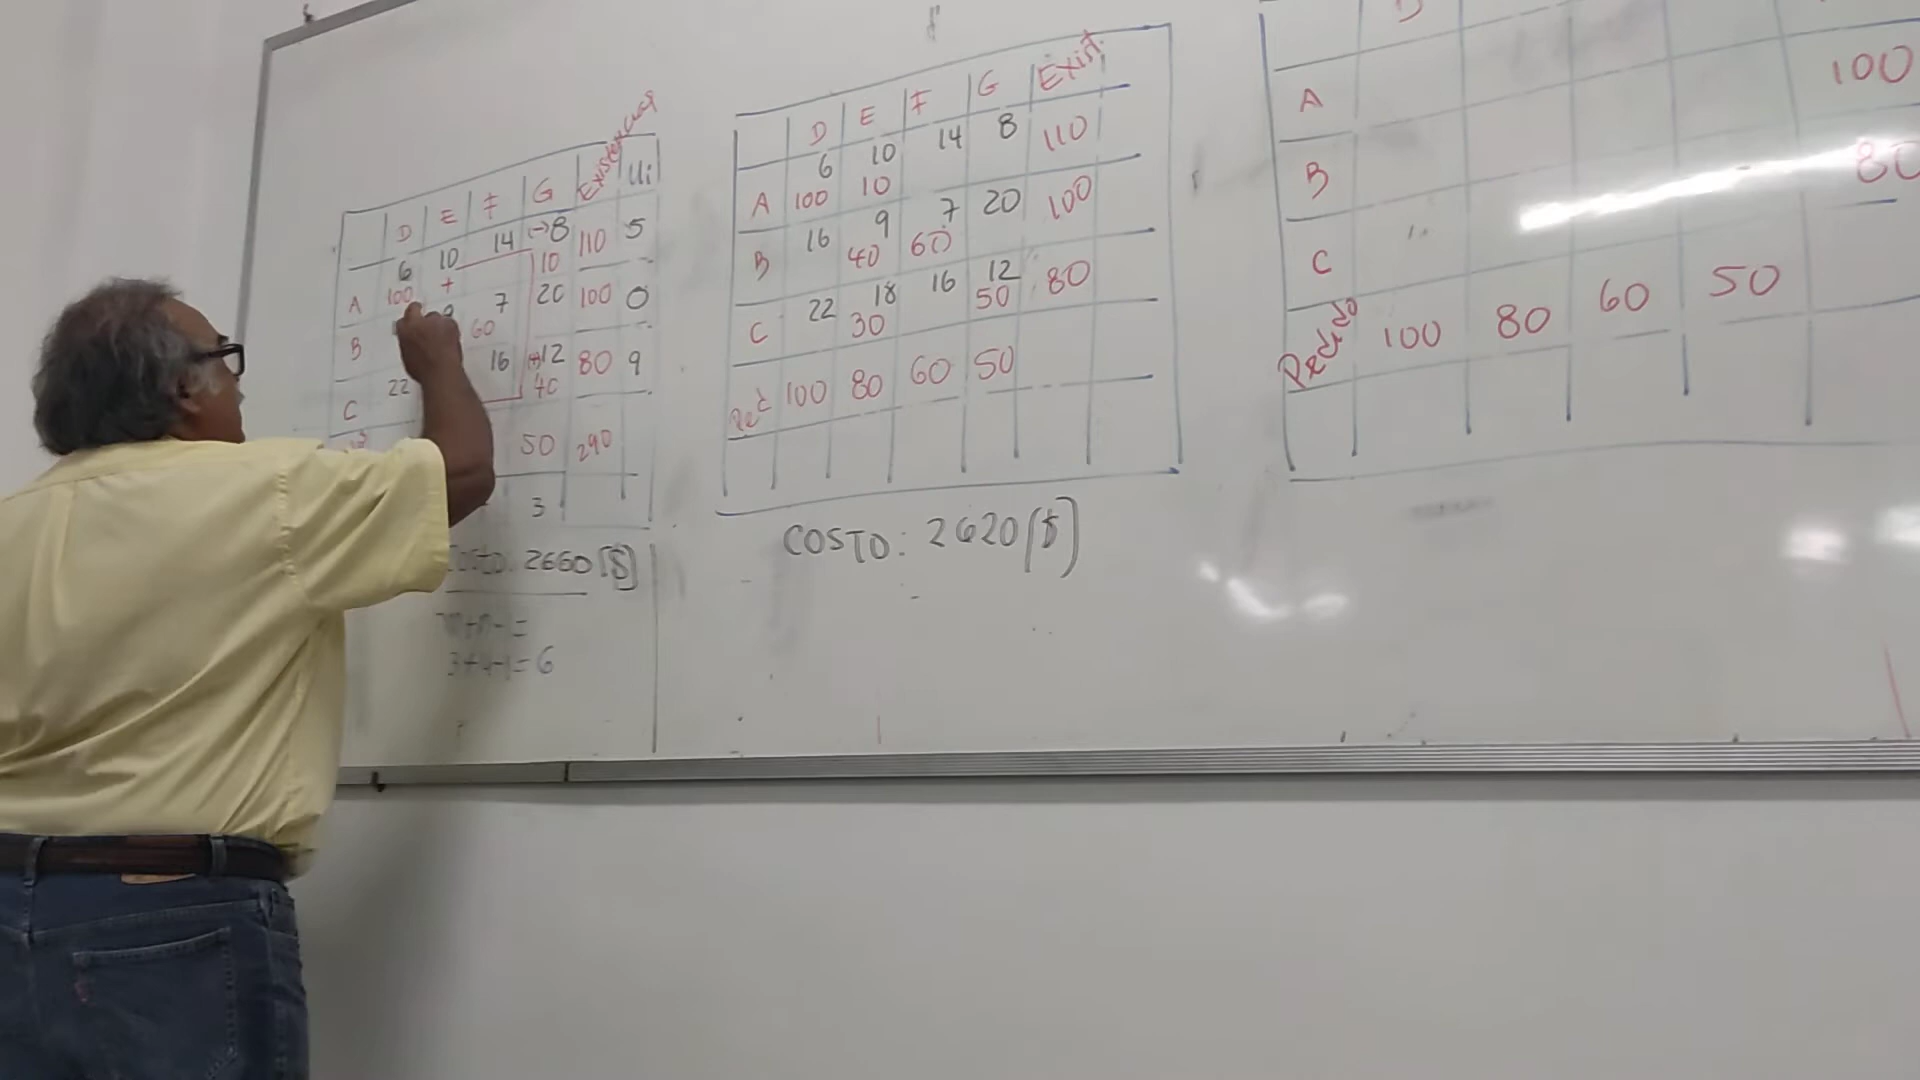 D E F G Existencias Ui
6 10 14 (-)8 110 5
A 100 + 10
7 20 100 0
B 60
22 16 (+)12 80 9
C 40
50 290
3
COSTO: 2660 ($)
m+n-1=
3+4-1=6
D E F G Exist.
6 10 14 8 110
A 100 10
16 9 7 20 100
B 40 60
22 18 16 12 80
C 30 50
Ped 100 80 60 50
COSTO: 2620 ($)
D
A 100
B 80
C
Pedido 100 80 60 50